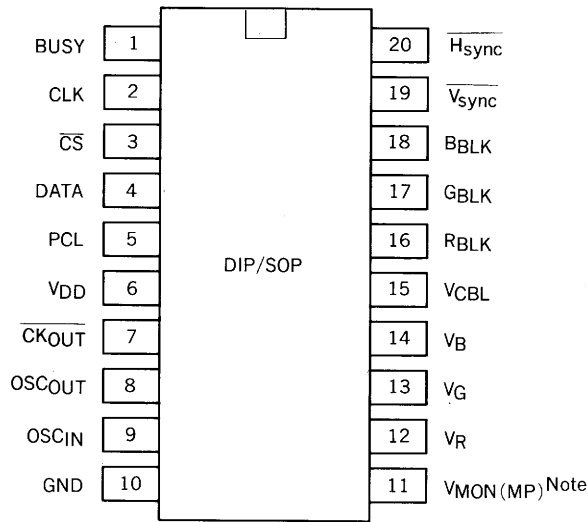 BUSY 1
CLK 2
CS 3
DATA 4
PCL 5
VDD 6
CKOUT 7
OSCOUT 8
OSCIN 9
GND 10
DIP/SOP
20 Hsync
19 Vsync
18 BBLK
17 GBLK
16 RBLK
15 VCBL
14 VB
13 VG
12 VR
11 VMON(MP)Note